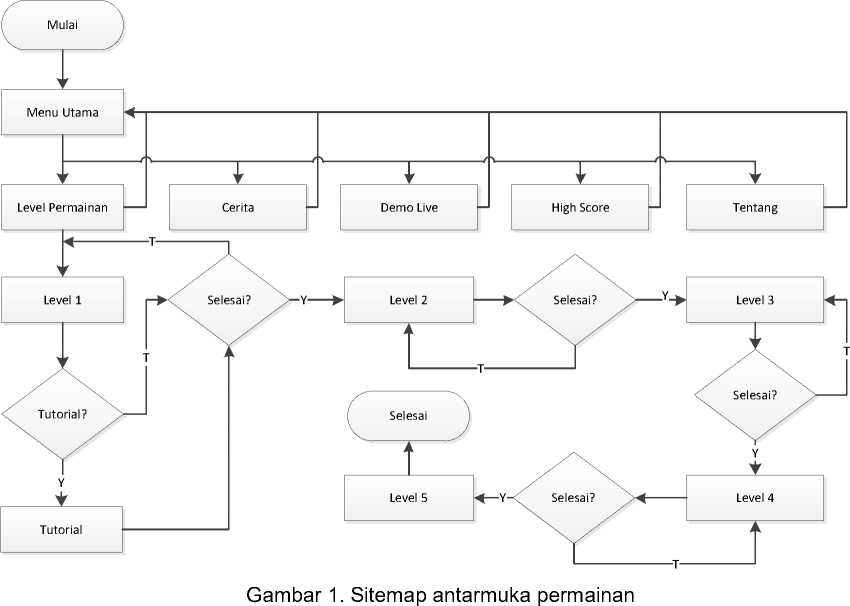 Mulai
Menu Utama
Level Permainan
Cerita
Demo Live
High Score
Tentang
T
Level 1
Selesai?
Y
Level 2
Selesai?
Y
Level 3
T
T
T
Tutorial?
Selesai
Selesai?
Y
Y
Tutorial
Level 5
Y
Selesai?
Level 4
T
Gambar 1. Sitemap antarmuka permainan